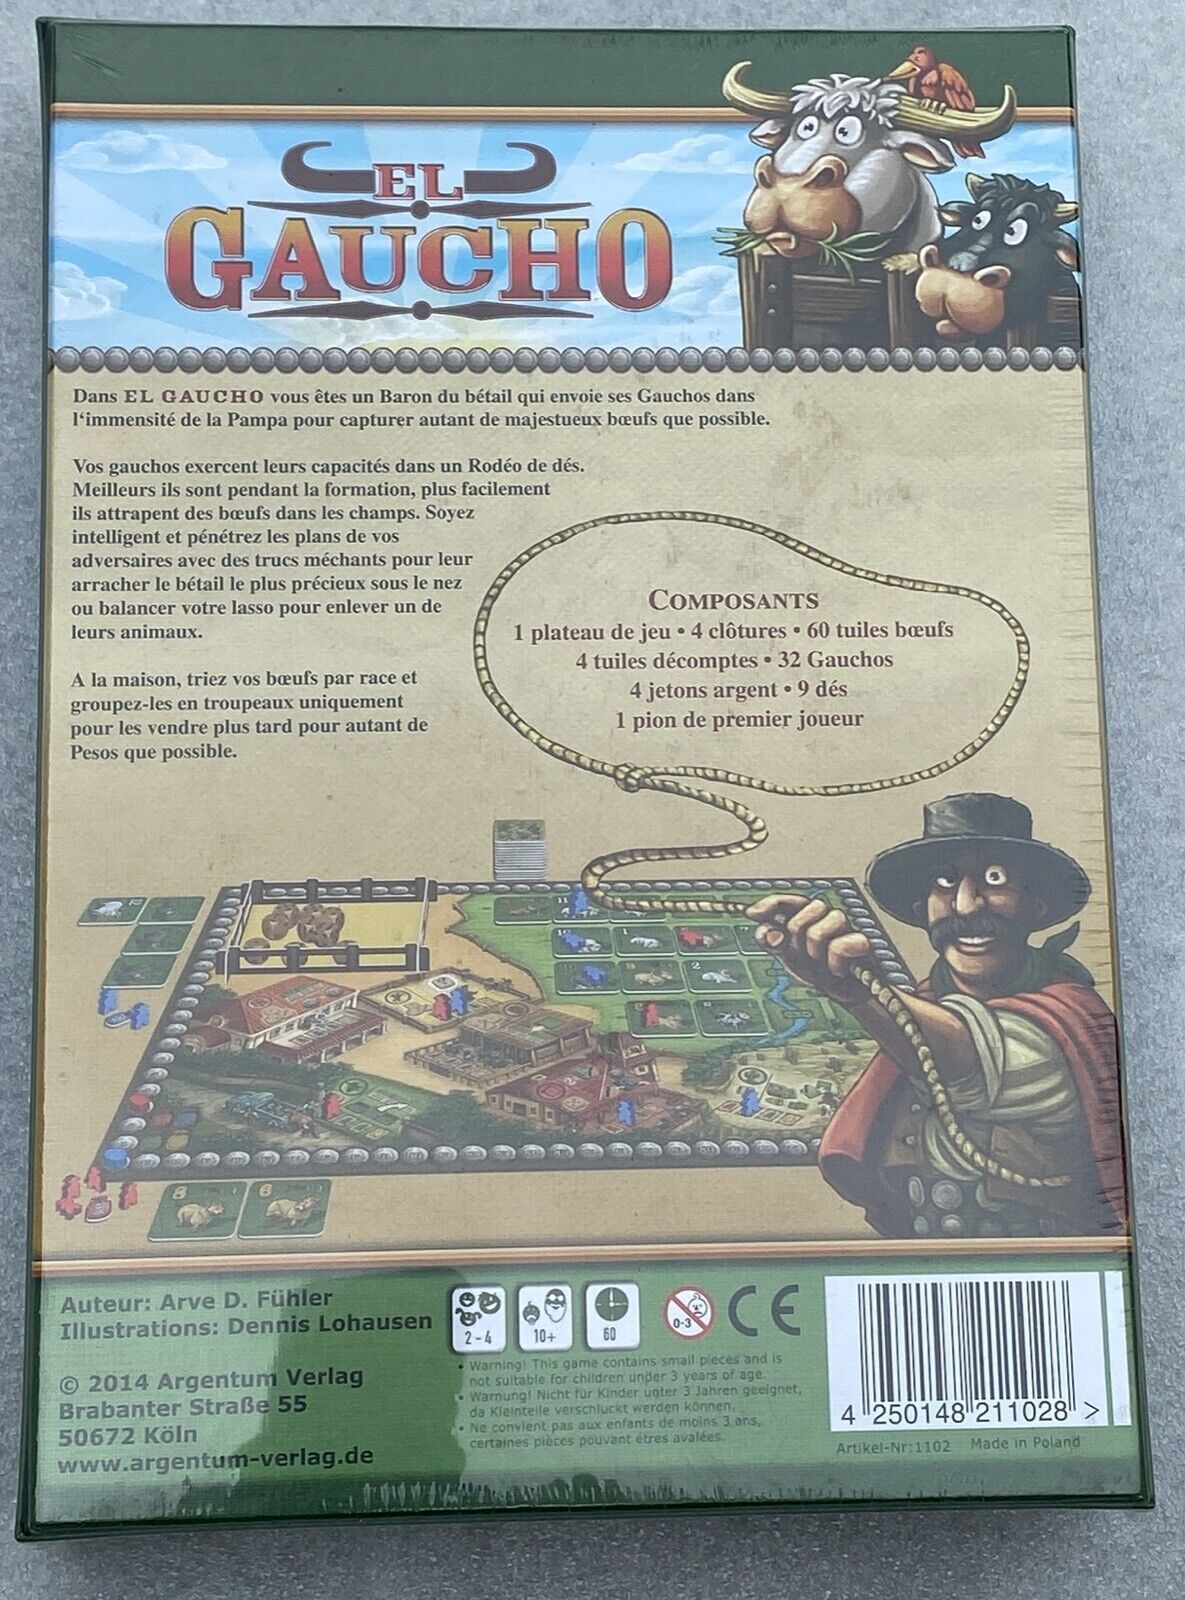 EL
GAUCHO
Dans EL GAUCHO vous êtes un Baron du bétail qui envoie ses Gauchos dans
l'immensité de la Pampa pour capturer autant de majestueux bœufs que possible.
Vos gauchos exercent leurs capacités dans un Rodéo de dés.
Meilleurs ils sont pendant la formation, plus facilement
ils attrapent des bœufs dans les champs. Soyez
intelligent et pénétrez les plans de vos
adversaires avec des trucs méchants pour leur
arracher le bétail le plus précieux sous le nez
ou balancer votre lasso pour enlever un de
leurs animaux.
A la maison, triez vos bœufs par race et
groupez-les en troupeaux uniquement
pour les vendre plus tard pour autant de
Pesos que possible.
COMPOSANTS
1 plateau de jeu • 4 clôtures • 60 tuiles bœufs
4 tuiles décomptes • 32 Gauchos
4 jetons argent • 9 dés
1 pion de premier joueur
Auteur: Arve D. Fühler
Illustrations: Dennis Lohausen
© 2014 Argentum Verlag
Brabanter Straße 55
50672 Köln
www.argentum-verlag.de
2 - 4
10+
60
0-3
CE
• Warning! This game contains small pieces and is
not suitable for children under 3 years of age.
• Warnung! Nicht für Kinder unter 3 Jahren geeignet,
da Kleinteile verschluckt werden können.
• Ne convient pas aux enfants de moins 3 ans,
certaines pièces pouvant êtres avalées.
4 250148 211028 >
Artikel-Nr:1102 Made in Poland